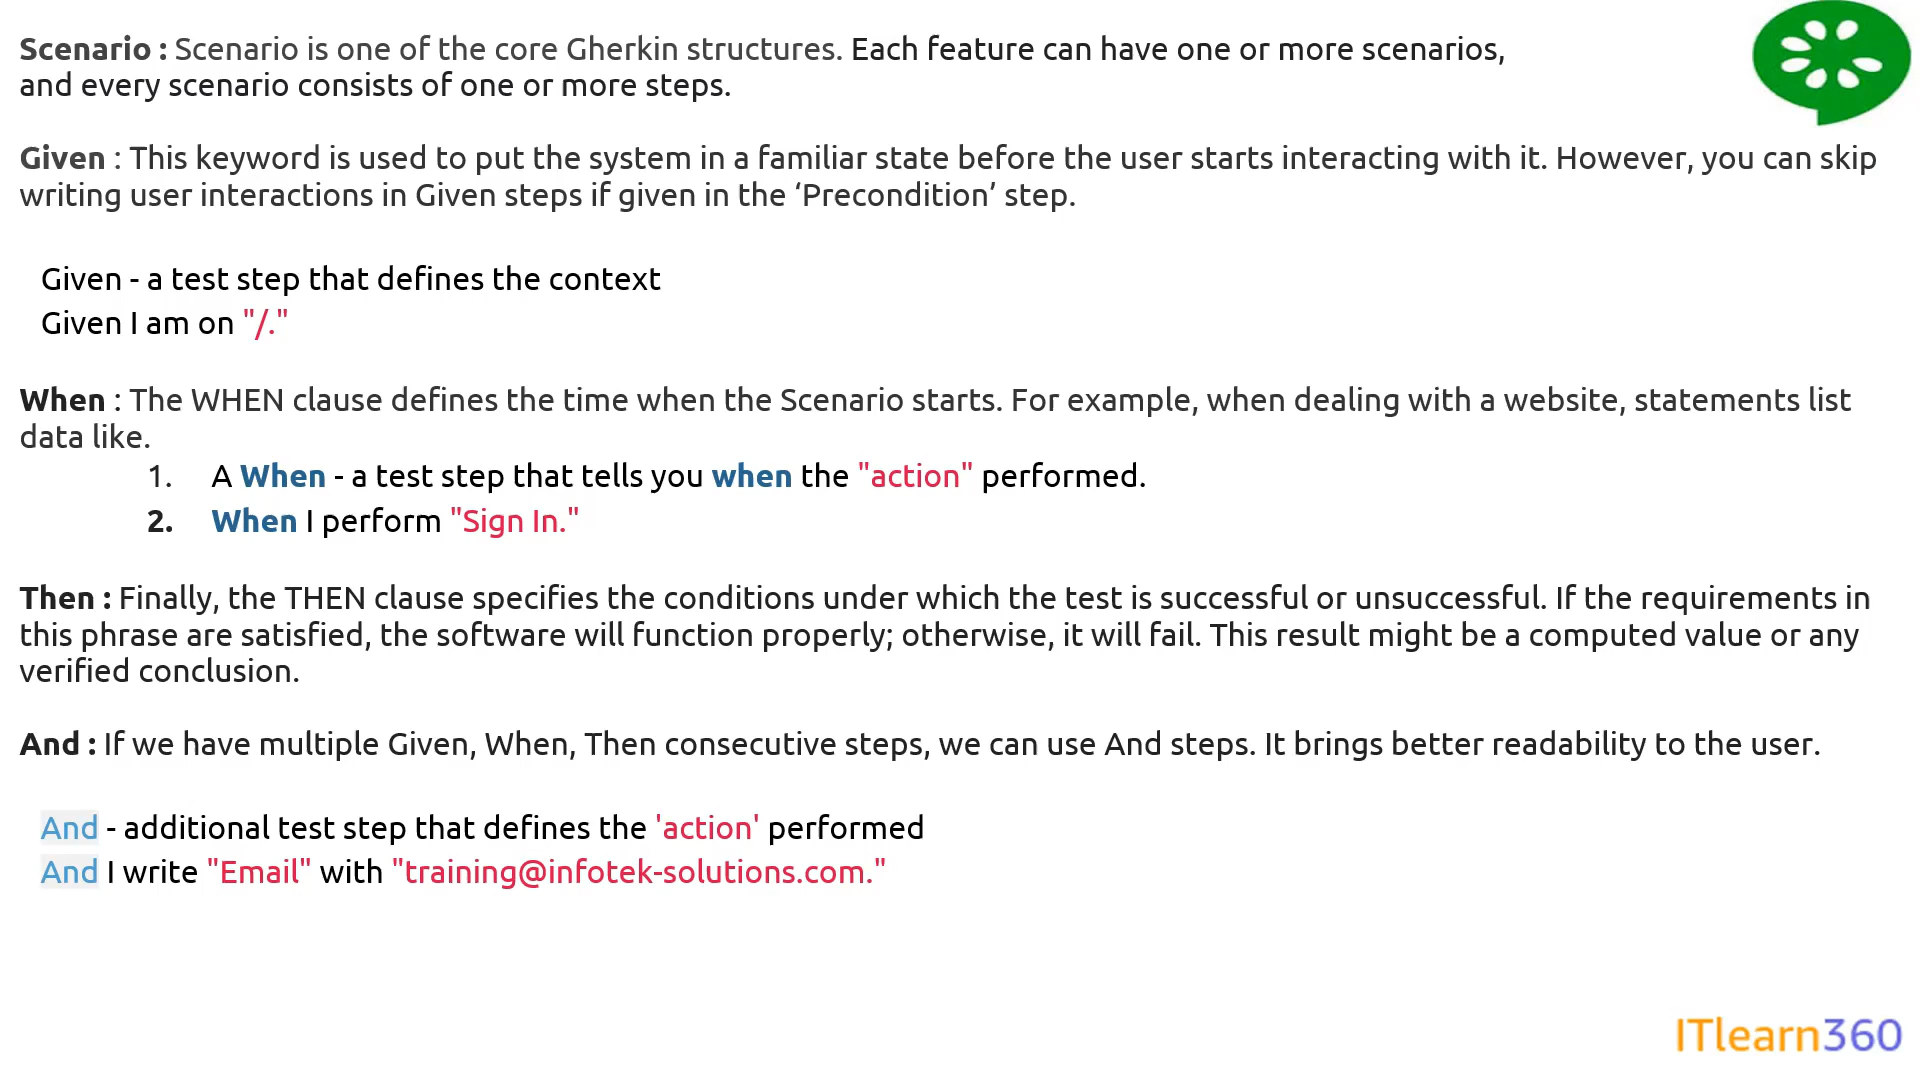 Scenario : Scenario is one of the core Gherkin structures. Each feature can have one or more scenarios,
and every scenario consists of one or more steps.
Given : This keyword is used to put the system in a familiar state before the user starts interacting with it. However, you can skip
writing user interactions in Given steps if given in the ‘Precondition’ step.
Given - a test step that defines the context
Given I am on "/."
When : The WHEN clause defines the time when the Scenario starts. For example, when dealing with a website, statements list
data like.
1. A When - a test step that tells you when the "action" performed.
2. When I perform "Sign In."
Then : Finally, the THEN clause specifies the conditions under which the test is successful or unsuccessful. If the requirements in
this phrase are satisfied, the software will function properly; otherwise, it will fail. This result might be a computed value or any
verified conclusion.
And : If we have multiple Given, When, Then consecutive steps, we can use And steps. It brings better readability to the user.
And - additional test step that defines the 'action' performed
And I write "Email" with "training@infotek-solutions.com."
ITlearn360